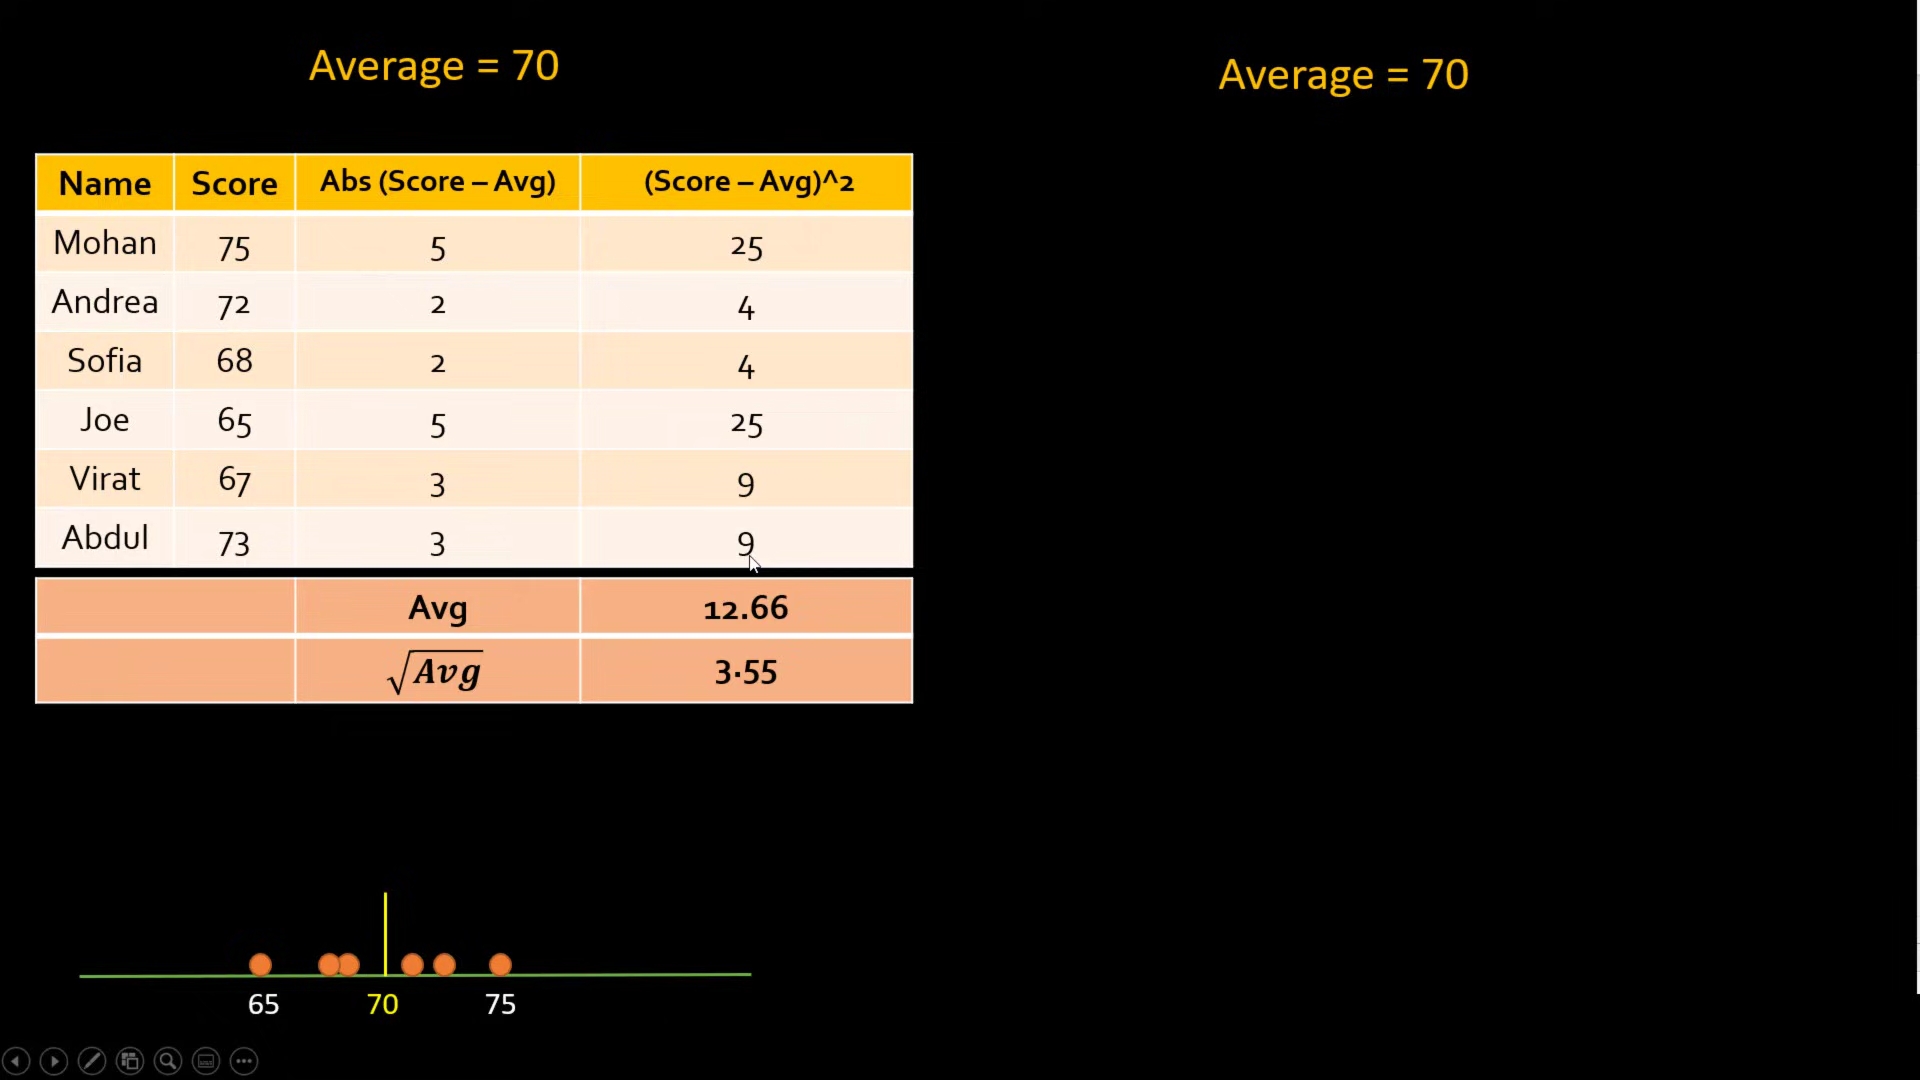 Average = 70
Average = 70
Name Score Abs (Score – Avg) (Score – Avg)^2
Mohan 75 5 25
Andrea 72 2 4
Sofia 68 2 4
Joe 65 5 25
Virat 67 3 9
Abdul 73 3 9
Avg 12.66
√Avg 3.55
65 70 75